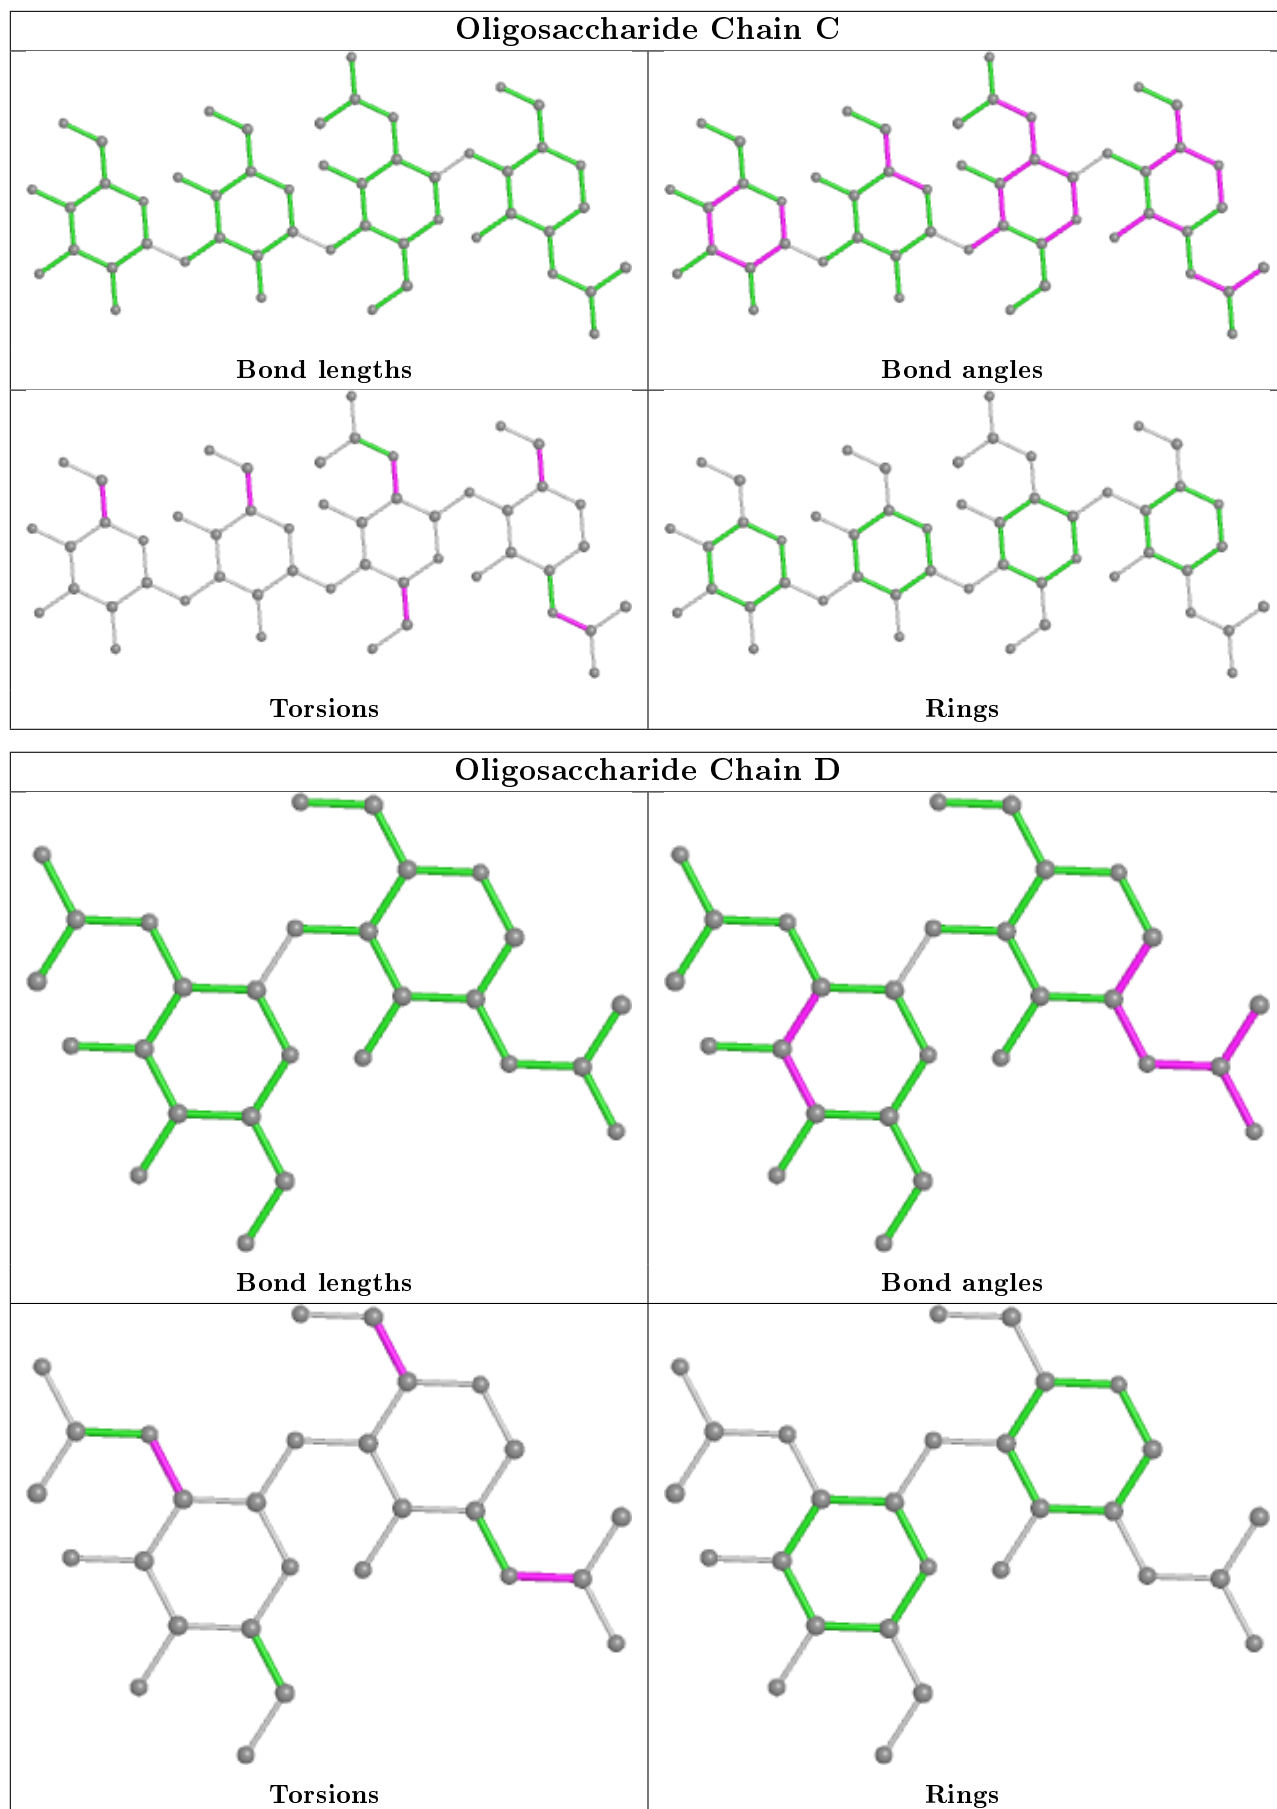 Oligosaccharide Chain C
Bond lengths
Bond angles
Torsions
Rings
Oligosaccharide Chain D
Bond lengths
Bond angles
Torsions
Rings